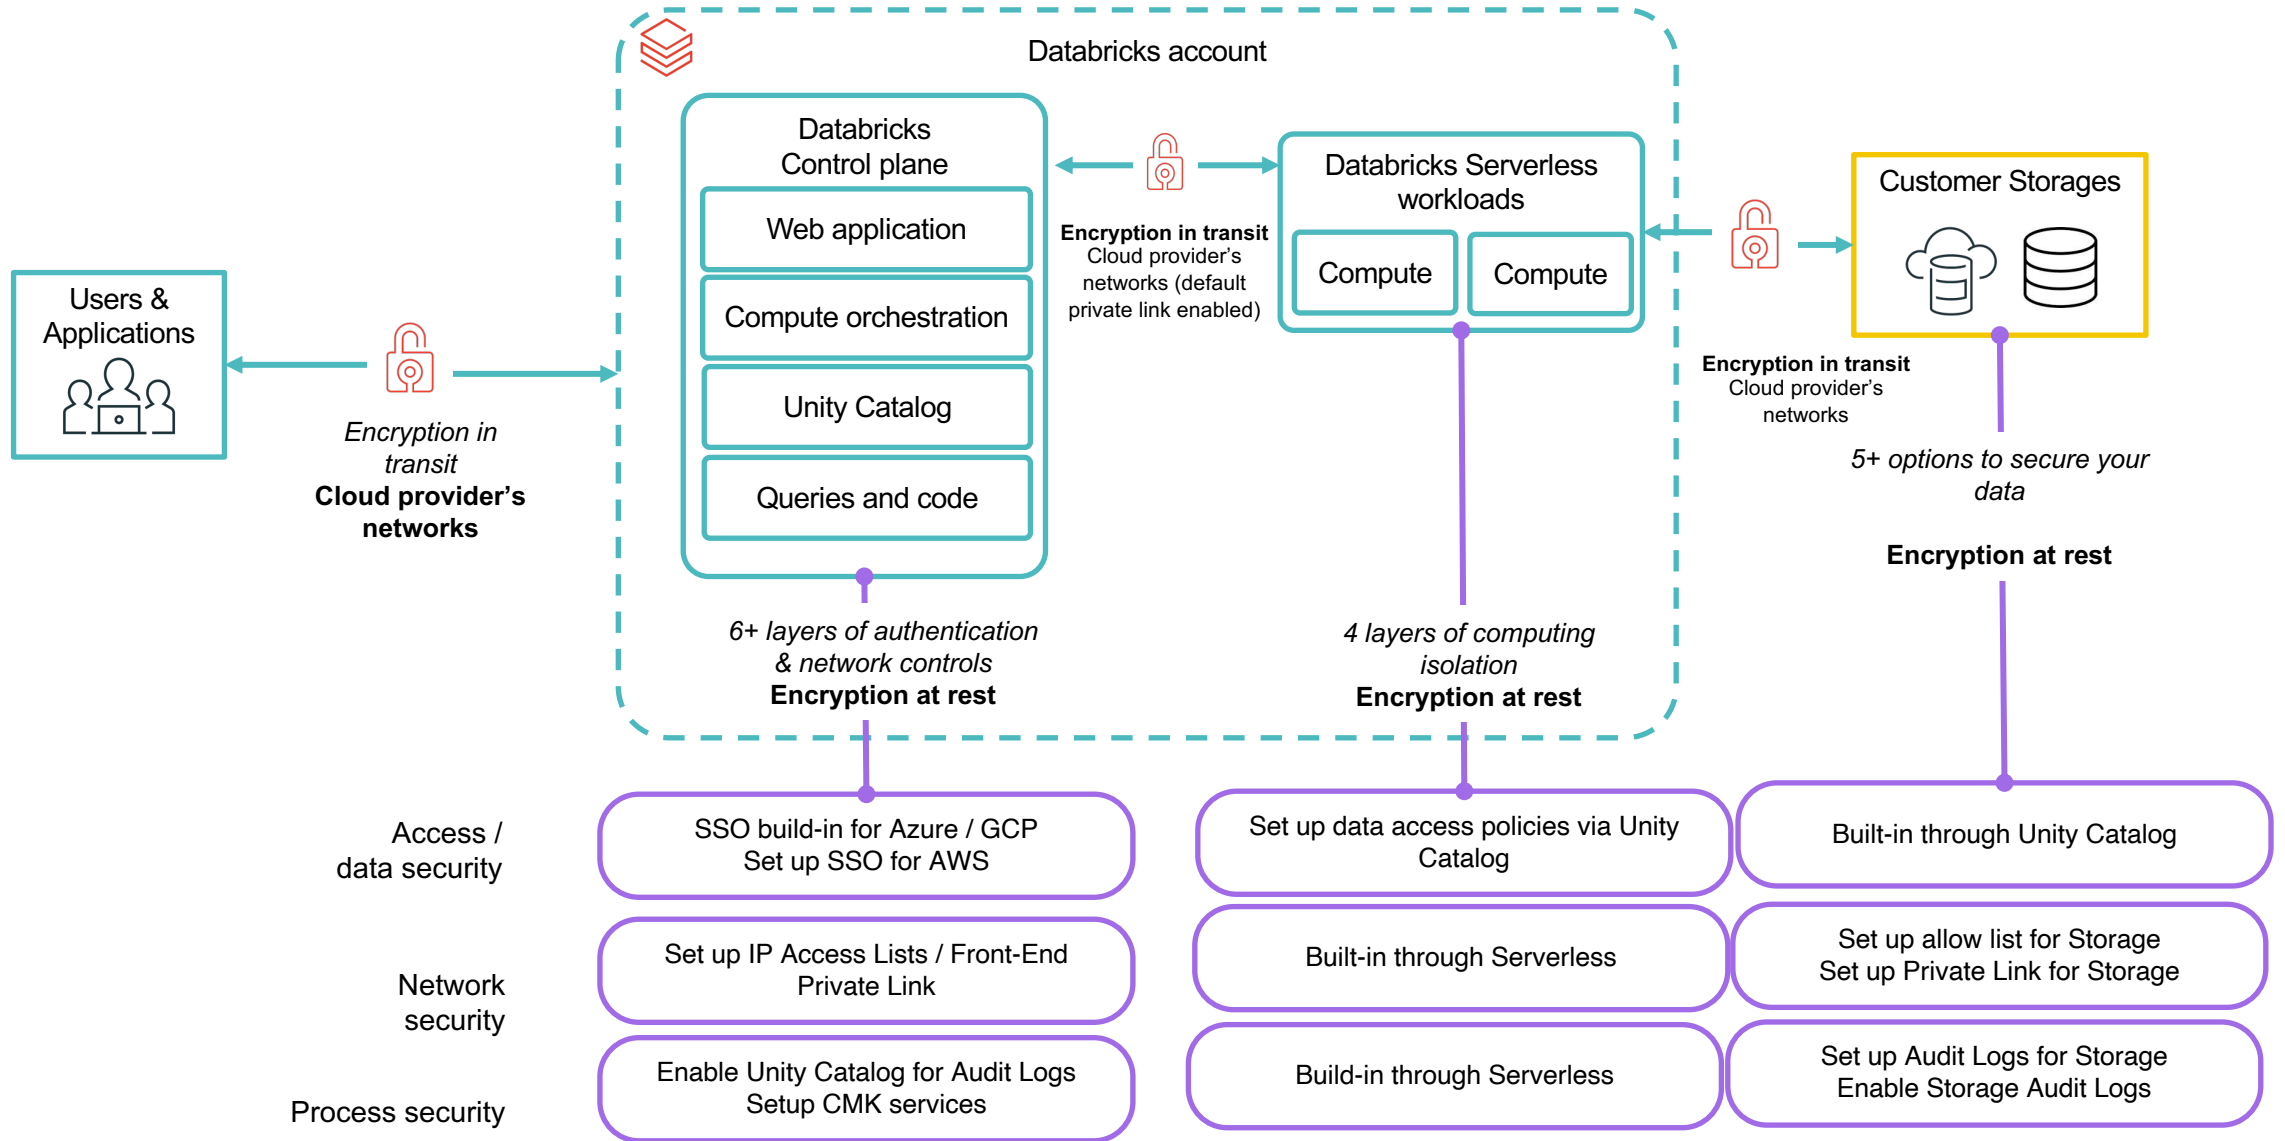 Databricks account
Databricks
Control plane
Web application
Compute orchestration
Unity Catalog
Queries and code
Encryption in transit
Cloud provider's
networks (default
private link enabled)
Databricks Serverless
workloads
Compute
Compute
Customer Storages
Users &
Applications
Encryption in
transit
Cloud provider's
networks
Encryption in transit
Cloud provider's
networks
5+ options to secure your
data
Encryption at rest
6+ layers of authentication
& network controls
Encryption at rest
4 layers of computing
isolation
Encryption at rest
Access /
data security
SSO build-in for Azure / GCP
Set up SSO for AWS
Set up data access policies via Unity
Catalog
Built-in through Unity Catalog
Network
security
Set up IP Access Lists / Front-End
Private Link
Built-in through Serverless
Set up allow list for Storage
Set up Private Link for Storage
Process security
Enable Unity Catalog for Audit Logs
Setup CMK services
Build-in through Serverless
Set up Audit Logs for Storage
Enable Storage Audit Logs